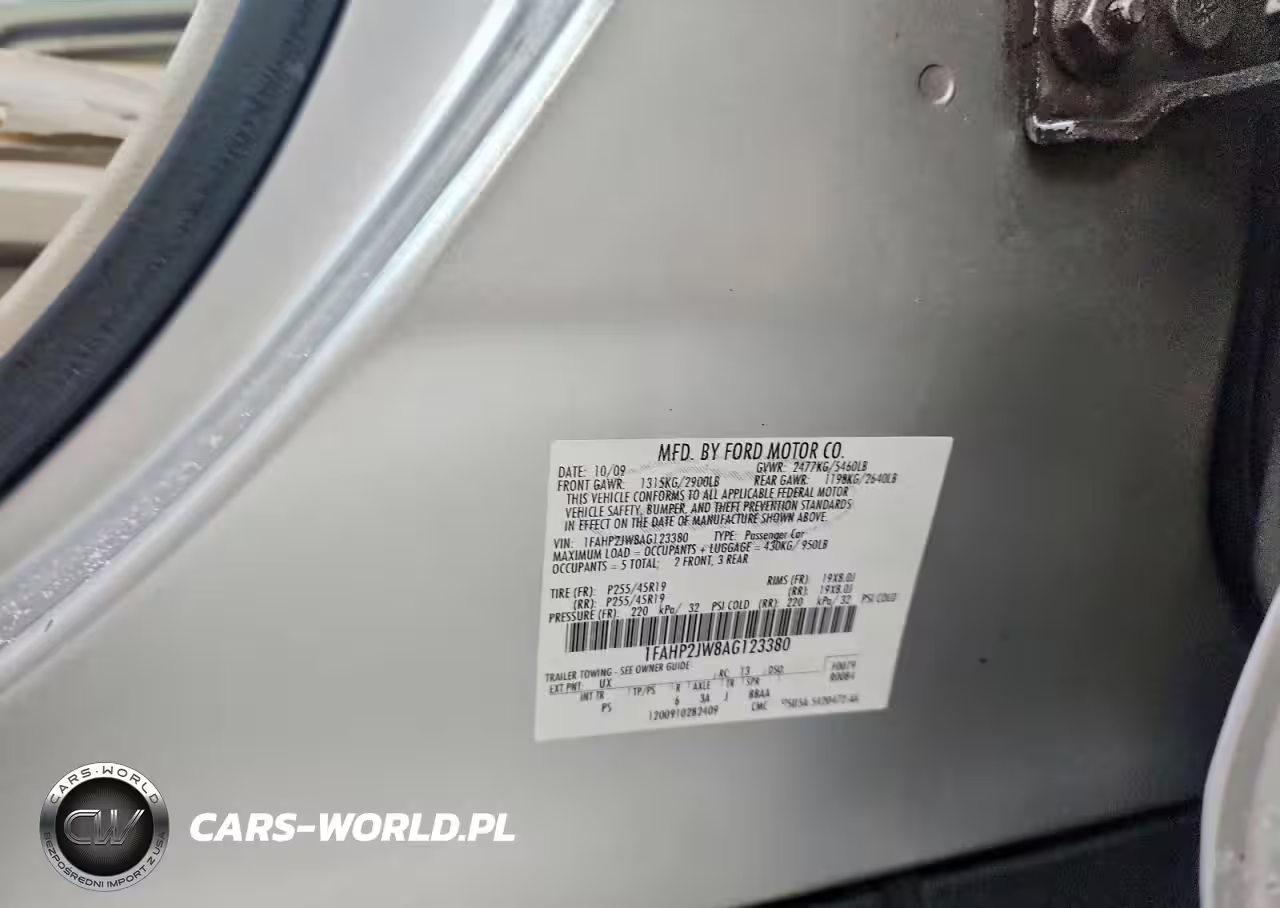 MFD. BY FORD MOTOR CO.
DATE: 10/09 GVWR: 2477KG/5460LB
FRONT GAWR: 1315KG/2900LB REAR GAWR: 1198KG/2640LB
THIS VEHICLE CONFORMS TO ALL APPLICABLE FEDERAL MOTOR
VEHICLE SAFETY, BUMPER, AND THEFT PREVENTION STANDARDS
IN EFFECT ON THE DATE OF MANUFACTURE SHOWN ABOVE.
VIN: 1FAHP2JW8AG123380 TYPE: Passenger Car
MAXIMUM LOAD = OCCUPANTS + LUGGAGE = 430KG/950LB
OCCUPANTS = 5 TOTAL; 2 FRONT, 3 REAR
TIRE (FR): P255/45R19 RIMS (FR): 19X8.0J
(RR): P255/45R19 (RR): 19X8.0J
PRESSURE (FR): 220 kPa/ 32 PSI COLD (RR): 220 kPa/ 32 PSI COLD
1FAHP2JW8AG123380
TRAILER TOWING - SEE OWNER GUIDE
EXT PNT: UX RC: 13 DSO:
INT TR TP/PS R AXLE TR SPR
PS 6 3A J BBAA
1200910282409 CMC
CARS-WORLD
CW
BEZPOŚREDNI IMPORT Z USA
CARS-WORLD.PL